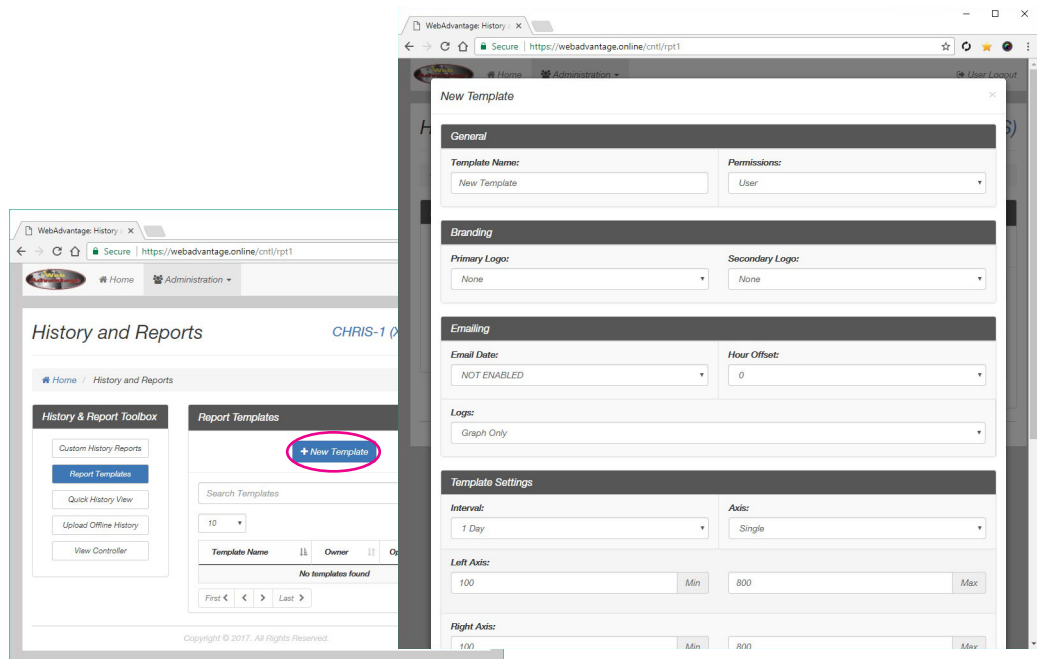 WebAdvantage: History
Secure | https://webadvantage.online/cntl/rpt1
Home Administration
User Logout
New Template
General
Template Name: Permissions:
New Template User
Branding
Primary Logo: Secondary Logo:
None None
Emailing
Email Date: Hour Offset:
NOT ENABLED 0
Logs:
Graph Only
Template Settings
Interval: Axis:
1 Day Single
Left Axis:
100 Min 800 Max
Right Axis:
100 Min 800 Max
WebAdvantage: History
Secure | https://webadvantage.online/cntl/rpt1
Web Advantage
Home Administration
History and Reports
CHRIS-1 (X
Home / History and Reports
History & Report Toolbox
Custom History Reports
Report Templates
Quick History View
Upload Offline History
View Controller
Report Templates
+ New Template
Search Templates
10
Template Name Owner Op
No templates found
First Last
Copyright © 2017. All Rights Reserved.